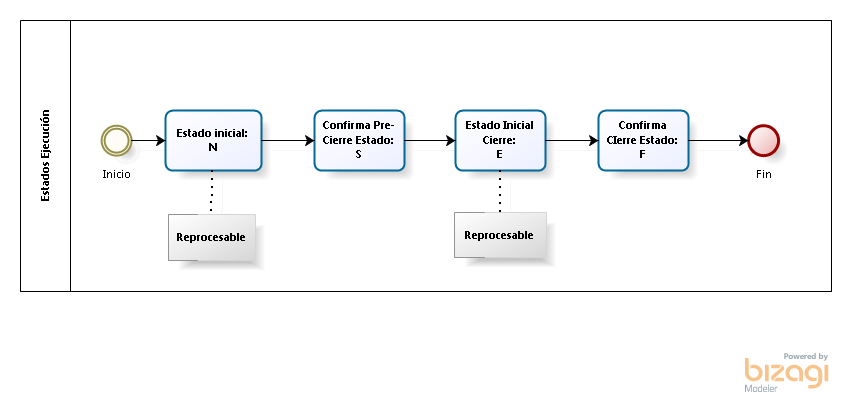 Estados Ejecución
Inicio
Estado inicial:
N
Confirma Pre-
Cierre Estado:
S
Estado Inicial
Cierre:
E
Confirma
CIerre Estado:
F
Fin
Reprocesable
Reprocesable
Powered by
bizagi
Modeler